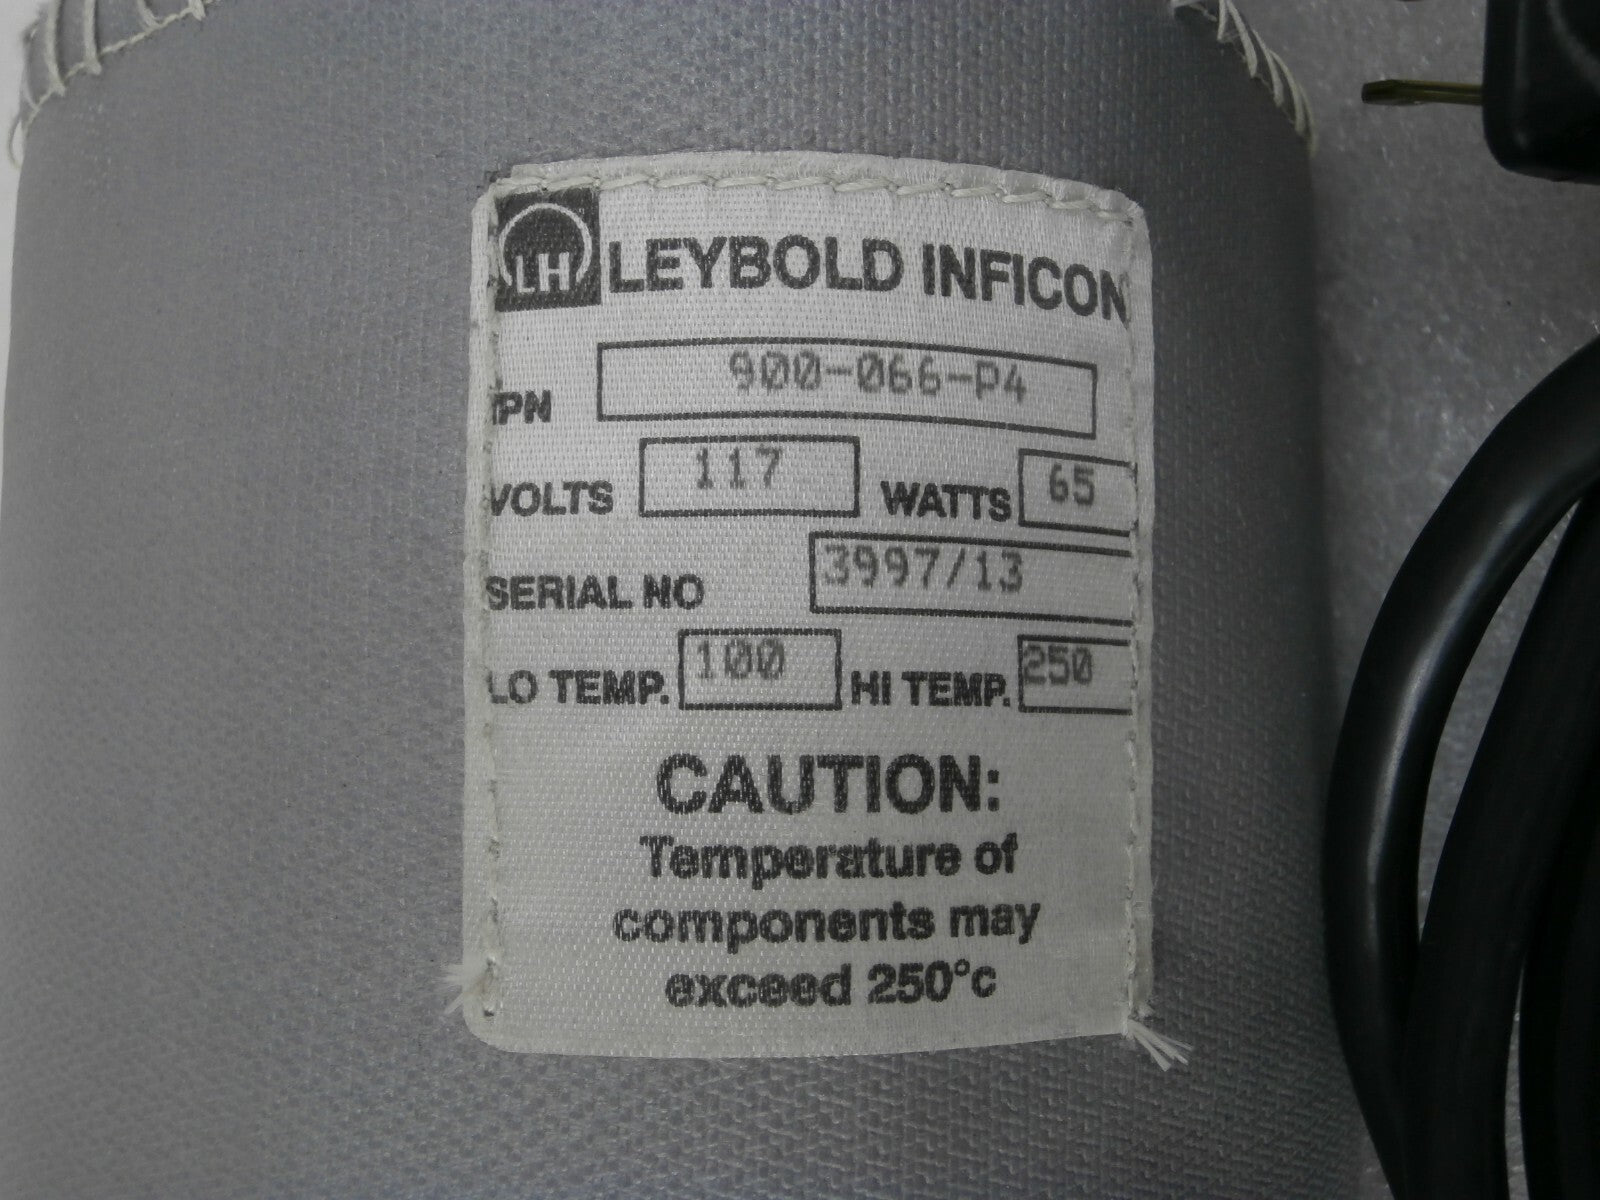 LH LEYBOLD INFICON
IPN 900-066-P4
VOLTS 117 WATTS 65
SERIAL NO 3997/13
LO TEMP. 100 HI TEMP. 250
CAUTION:
Temperature of
components may
exceed 250°c